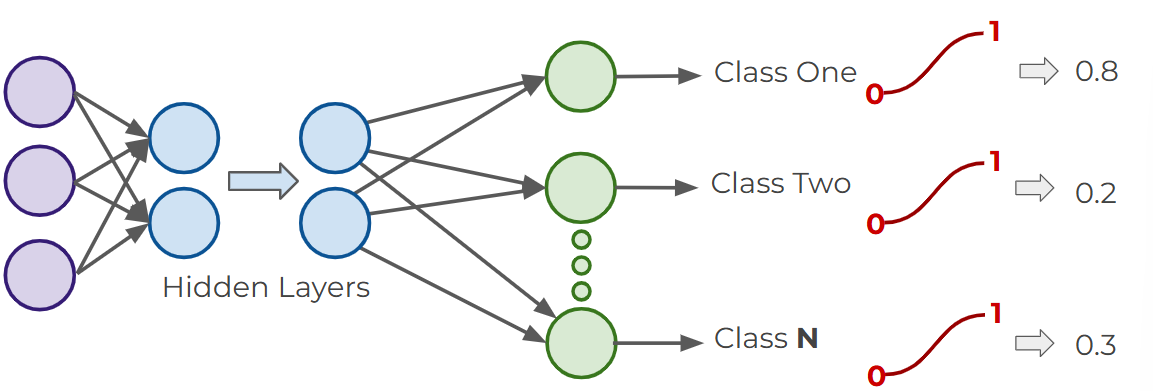 Class One 0 1 0.8
Class Two 0 1 0.2
Hidden Layers
Class N 0 1 0.3